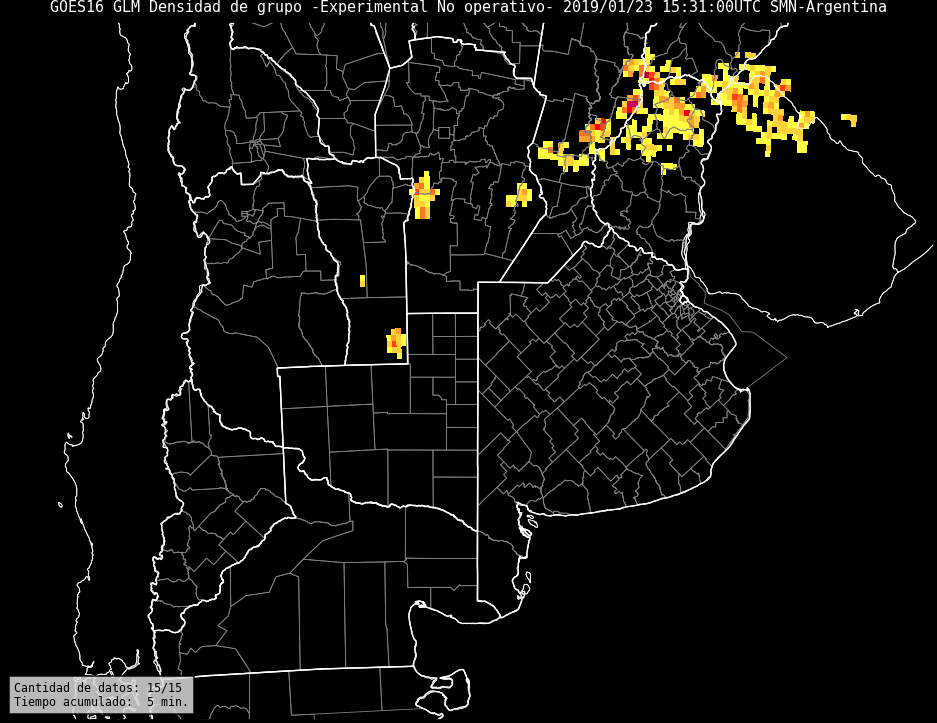 GOES16 GLM Densidad de grupo -Experimental No operativo- 2019/01/23 15:31:00UTC SMN-Argentina
Cantidad de datos: 15/15
Tiempo acumulado:  5 min.